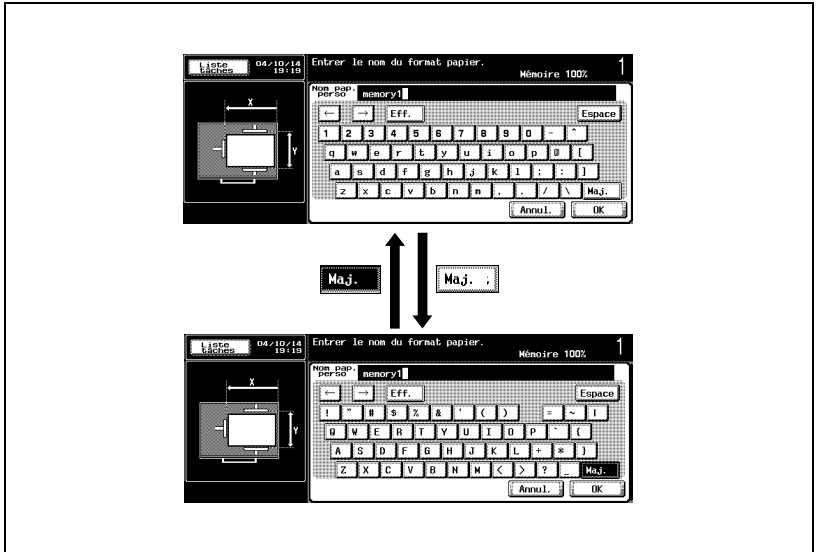 Liste tâches 04/10/14 19:19
Entrer le nom du format papier.
Mémoire 100% 1
Nom pap. perso memory1
X
Y
← → Eff. Espace
1 2 3 4 5 6 7 8 9 0 - ^
q w e r t y u i o p @ [
a s d f g h j k l ; : ]
z x c v b n m , . / \ Maj.
Annul. OK
Maj. Maj. ;
Liste tâches 04/10/14 19:19
Entrer le nom du format papier.
Mémoire 100% 1
Nom pap. perso memory1
X
Y
← → Eff. Espace
! " # $ % & ' ( ) = ~ |
Q W E R T Y U I O P ` {
A S D F G H J K L + * }
Z X C V B N M < > ? _ Maj.
Annul. OK